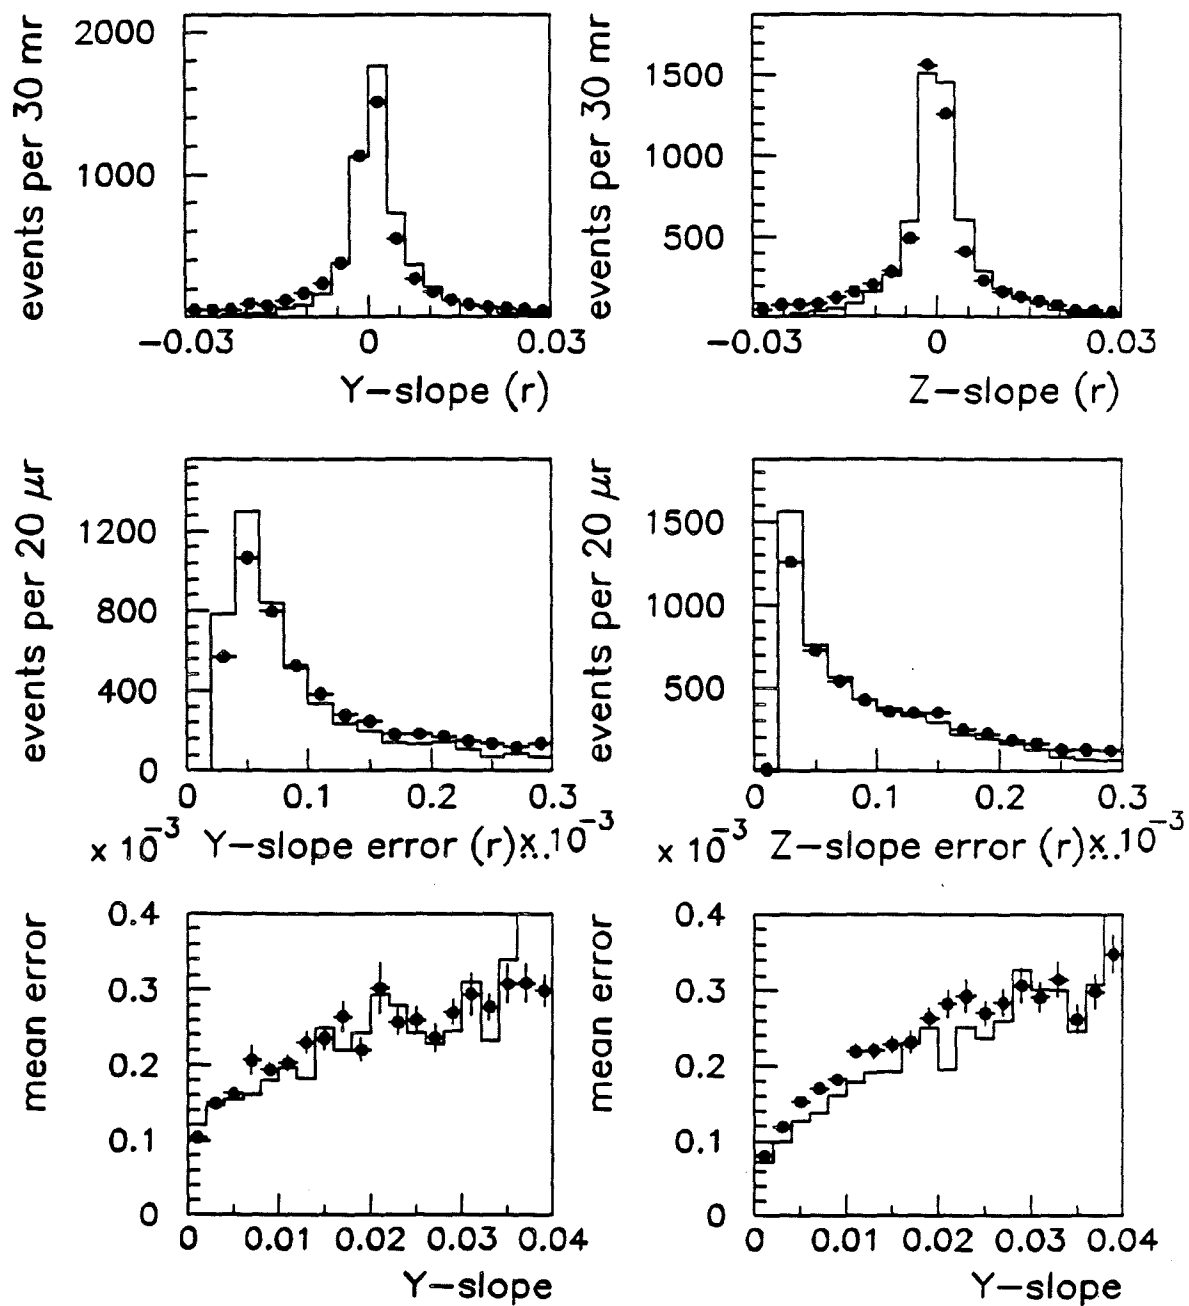 events per 30 mr
2000
1000
−0.03 0 0.03
Y−slope (r)
events per 30 mr
1500
1000
500
−0.03 0 0.03
Z−slope (r)
events per 20 μr
1200
800
400
0
0 0.1 0.2 0.3
x 10⁻³ Y−slope error (r)x..10⁻³
events per 20 μr
1500
1000
500
0 0.1 0.2 0.3
x 10⁻³ Z−slope error (r)x..10⁻³
mean error
0.4
0.3
0.2
0.1
0
0 0.01 0.02 0.03 0.04
Y−slope
mean error
0.4
0.3
0.2
0.1
0
0 0.01 0.02 0.03 0.04
Y−slope